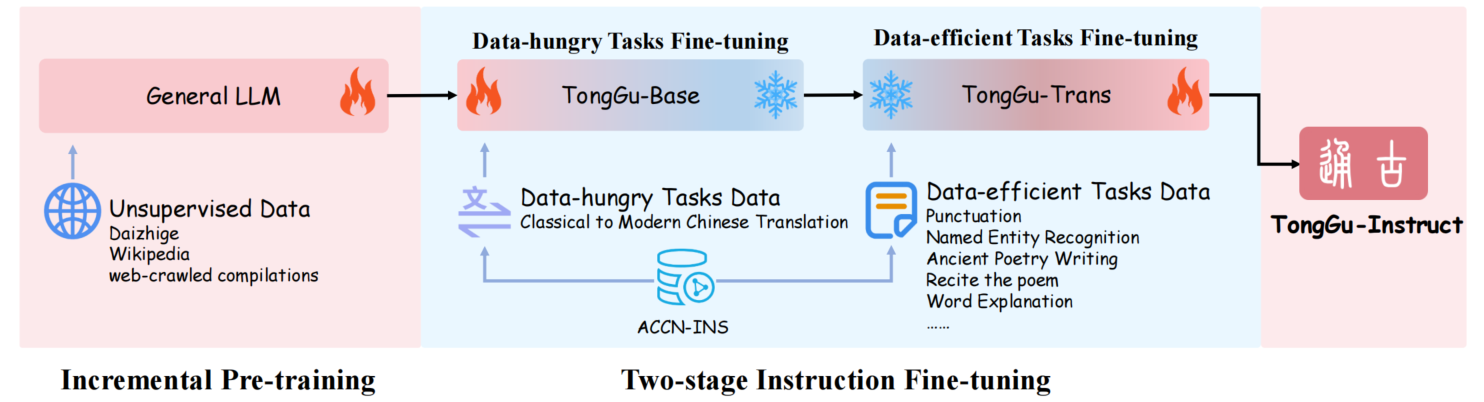 Data-hungry Tasks Fine-tuning
Data-efficient Tasks Fine-tuning
General LLM
TongGu-Base
TongGu-Trans
通古
TongGu-Instruct
Unsupervised Data
Daizhige
Wikipedia
web-crawled compilations
文
Data-hungry Tasks Data
Classical to Modern Chinese Translation
Data-efficient Tasks Data
Punctuation
Named Entity Recognition
Ancient Poetry Writing
Recite the poem
Word Explanation
……
ACCN-INS
Incremental Pre-training
Two-stage Instruction Fine-tuning